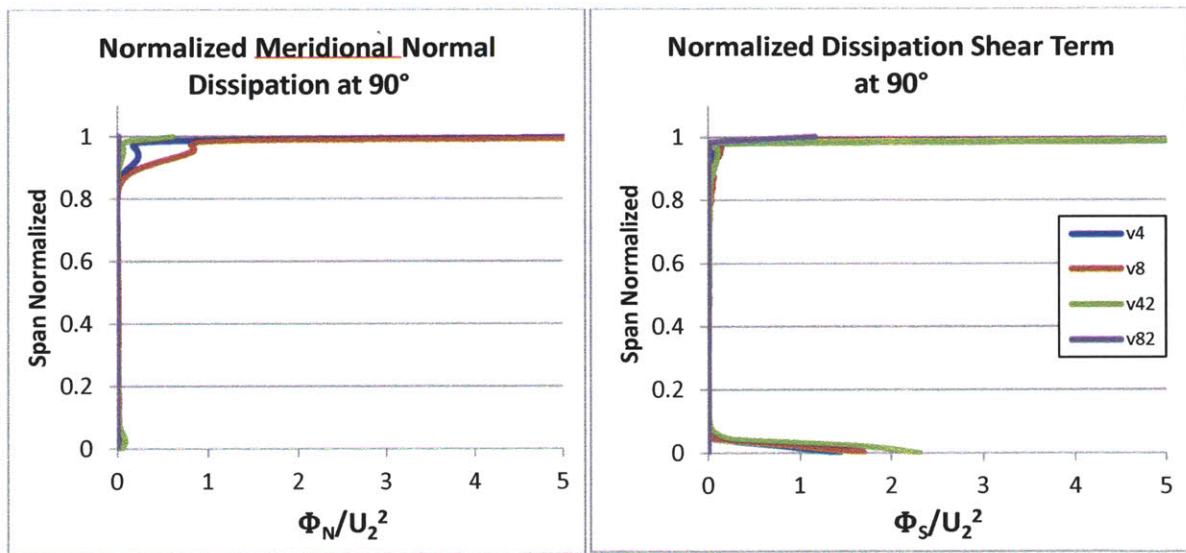 Normalized Meridional Normal
Dissipation at 90°
Span Normalized
1
0.8
0.6
0.4
0.2
0
0
1
2
3
4
5
Φ_N/U₂²
Normalized Dissipation Shear Term
at 90°
Span Normalized
1
0.8
0.6
0.4
0.2
0
0
1
2
3
4
5
Φ_S/U₂²
v4
v8
v42
v82